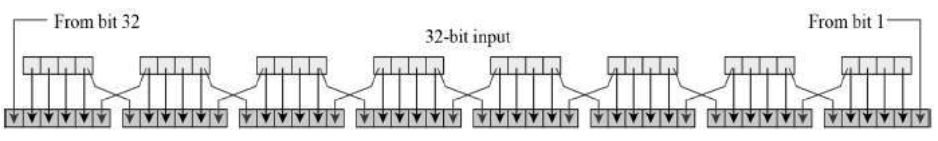 From bit 32
From bit 1
32-bit input